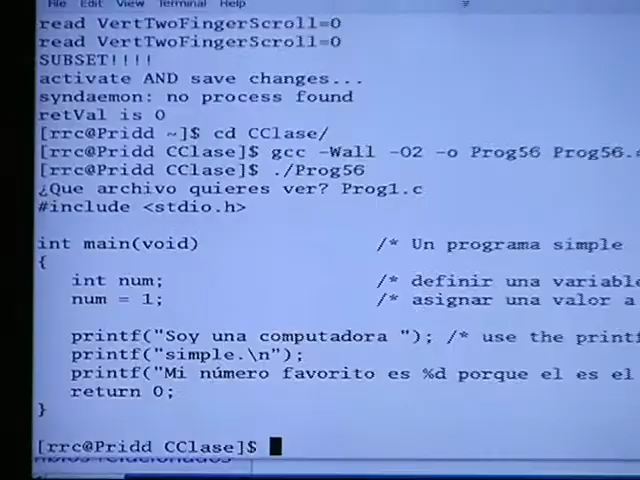 File Edit View Terminal Help
read VertTwoFingerScroll=0
read VertTwoFingerScroll=0
SUBSET!!!!
activate AND save changes...
syndaemon: no process found
retVal is 0
[rrc@Pridd ~]$ cd CClase/
[rrc@Pridd CClase]$ gcc -Wall -O2 -o Prog56 Prog56.
[rrc@Pridd CClase]$ ./Prog56
¿Que archivo quieres ver? Prog1.c
#include <stdio.h>
int main(void) /* Un programa simple
{
int num; /* definir una variable
num = 1; /* asignar una valor a
printf("Soy una computadora "); /* use the printf
printf("simple.\n");
printf("Mi número favorito es %d porque el es el
return 0;
}
[rrc@Pridd CClase]$